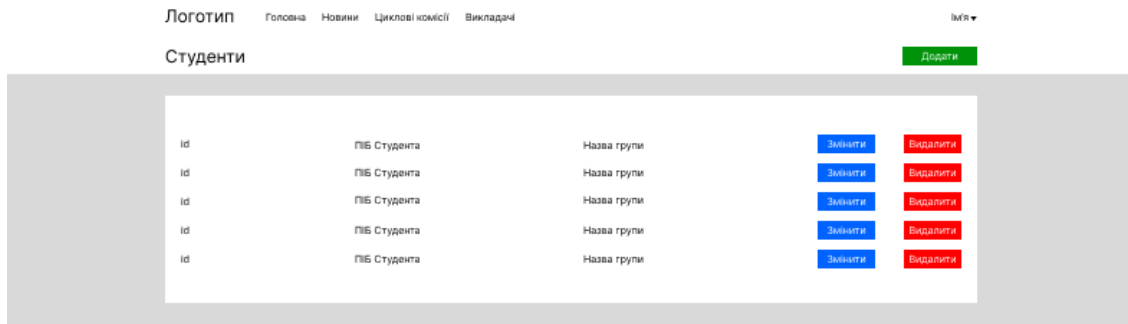 Логотип Головна Новини Циклові комісії Викладачі Ім'я
Студенти Додати
id ПІБ Студента Назва групи Змінити Видалити
id ПІБ Студента Назва групи Змінити Видалити
id ПІБ Студента Назва групи Змінити Видалити
id ПІБ Студента Назва групи Змінити Видалити
id ПІБ Студента Назва групи Змінити Видалити